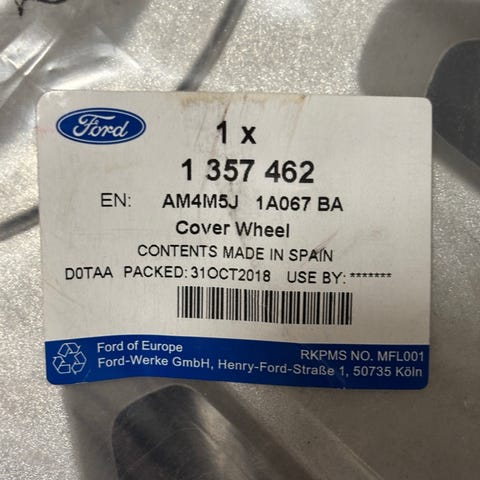 Ford
1 x
1 357 462
EN: AM4M5J 1A067 BA
Cover Wheel
CONTENTS MADE IN SPAIN
D0TAA PACKED: 31OCT2018 USE BY: *******
Ford of Europe
RKPMS NO. MFL001
Ford-Werke GmbH, Henry-Ford-Straße 1, 50735 Köln